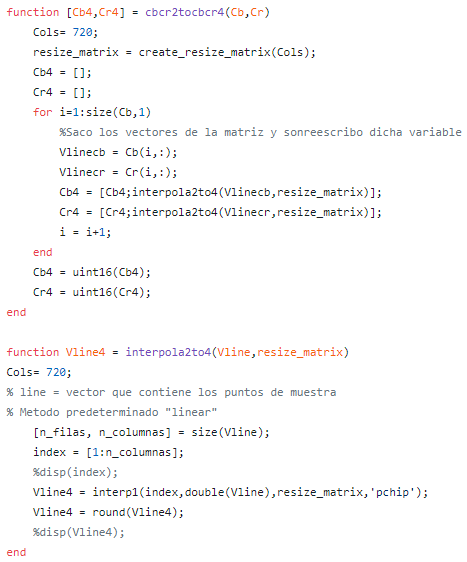 function [Cb4,Cr4] = cbcr2tocbcr4(Cb,Cr)
    Cols= 720;
    resize_matrix = create_resize_matrix(Cols);
    Cb4 = [];
    Cr4 = [];
    for i=1:size(Cb,1)
        %Saco los vectores de la matriz y sonreescribo dicha variable
        Vlinecb = Cb(i,:);
        Vlinecr = Cr(i,:);
        Cb4 = [Cb4;interpola2to4(Vlinecb,resize_matrix)];
        Cr4 = [Cr4;interpola2to4(Vlinecr,resize_matrix)];
        i = i+1;
    end
    Cb4 = uint16(Cb4);
    Cr4 = uint16(Cr4);
end

function Vline4 = interpola2to4(Vline,resize_matrix)
Cols= 720;
% line = vector que contiene los puntos de muestra
% Metodo predeterminado "linear"
    [n_filas, n_columnas] = size(Vline);
    index = [1:n_columnas];
    %disp(index);
    Vline4 = interp1(index,double(Vline),resize_matrix,'pchip');
    Vline4 = round(Vline4);
    %disp(Vline4);
end